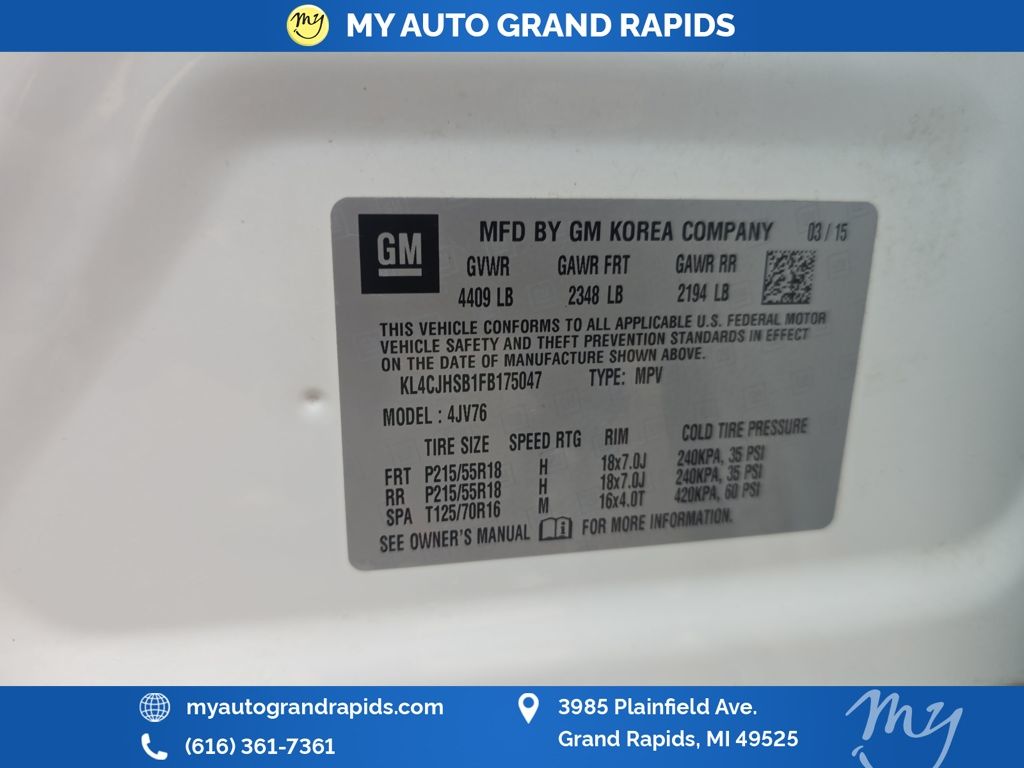 my MY AUTO GRAND RAPIDS
GM
MFD BY GM KOREA COMPANY 03/15
GVWR GAWR FRT GAWR RR
4409 LB 2348 LB 2194 LB
THIS VEHICLE CONFORMS TO ALL APPLICABLE U.S. FEDERAL MOTOR
VEHICLE SAFETY AND THEFT PREVENTION STANDARDS IN EFFECT
ON THE DATE OF MANUFACTURE SHOWN ABOVE.
KL4CJHSB1FB175047 TYPE: MPV
MODEL : 4JV76
TIRE SIZE SPEED RTG RIM COLD TIRE PRESSURE
FRT P215/55R18 H 18x7.0J 240KPA, 35 PSI
RR P215/55R18 H 18x7.0J 240KPA, 35 PSI
SPA T125/70R16 M 16x4.0T 420KPA, 60 PSI
SEE OWNER'S MANUAL i FOR MORE INFORMATION.
myautograndrapids.com
(616) 361-7361
3985 Plainfield Ave.
Grand Rapids, MI 49525
my